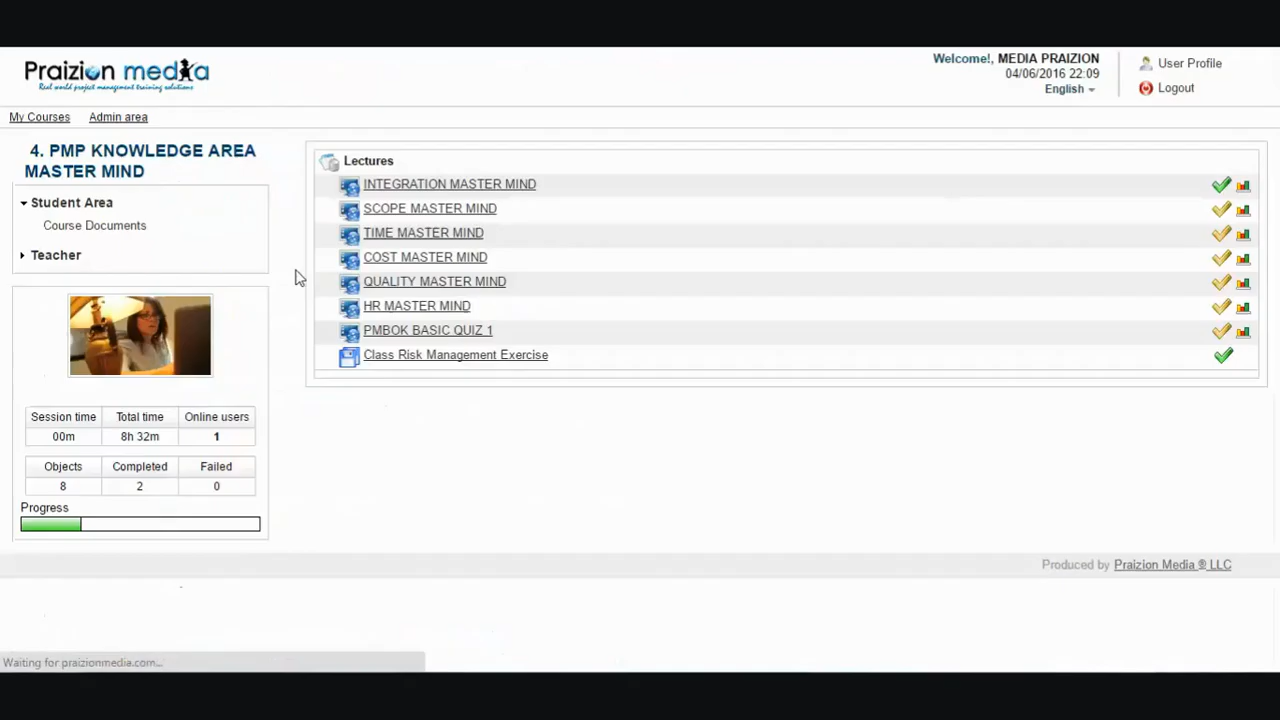 Praizion media
Real world project management training solutions
Welcome!, MEDIA PRAIZION
04/06/2016 22:09
English
User Profile
Logout
My Courses
Admin area
4. PMP KNOWLEDGE AREA
MASTER MIND
Student Area
Course Documents
Teacher
Session time
Total time
Online users
00m
8h 32m
1
Objects
Completed
Failed
8
2
0
Progress
Lectures
INTEGRATION MASTER MIND
SCOPE MASTER MIND
TIME MASTER MIND
COST MASTER MIND
QUALITY MASTER MIND
HR MASTER MIND
PMBOK BASIC QUIZ 1
Class Risk Management Exercise
Produced by Praizion Media ® LLC
Waiting for praizionmedia.com...